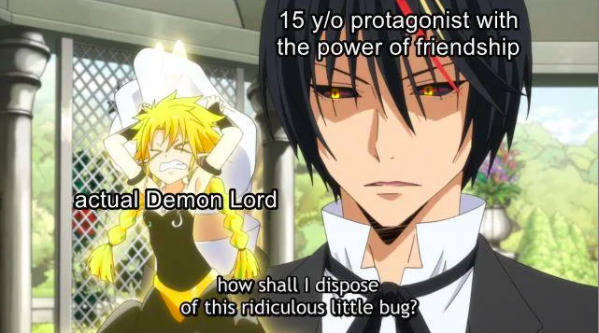 15 y/o protagonist with
the power of friendship
actual Demon Lord
how shall I dispose
of this ridiculous little bug?